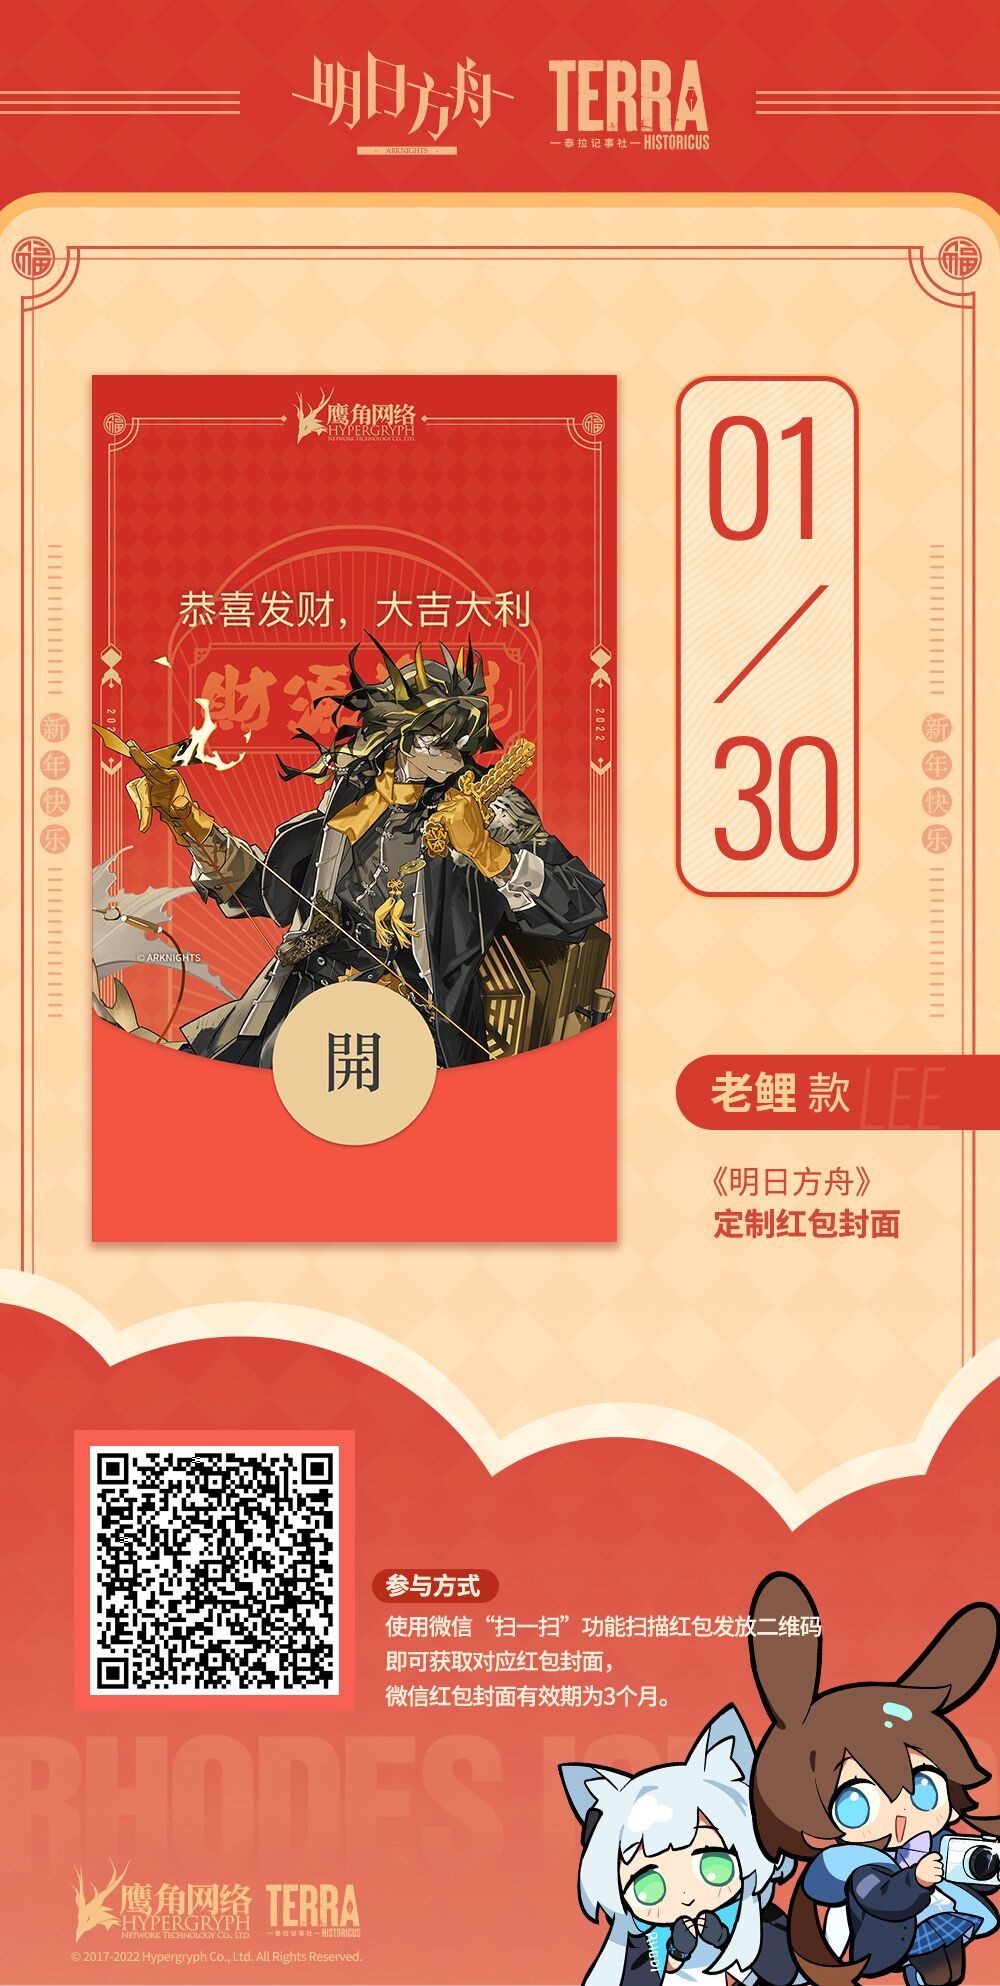 明日方舟
ARKNIGHTS
TERRA
泰拉记事社
HISTORICUS
福
福
鹰角网络
HYPERGRYPH
NETWORK TECHNOLOGY CO., LTD.
福
福
恭喜发财，大吉大利
財源
2022
© ARKNIGHTS
開
01
30
新年快乐
新年快乐
老鲤 款
LEE
《明日方舟》
定制红包封面
参与方式
使用微信“扫一扫”功能扫描红包发放二维码
即可获取对应红包封面，
微信红包封面有效期为3个月。
RHODES
鹰角网络
HYPERGRYPH
NETWORK TECHNOLOGY CO., LTD.
TERRA
泰拉记事社
HISTORICUS
© 2017-2022 Hypergryph Co., Ltd. All Rights Reserved.